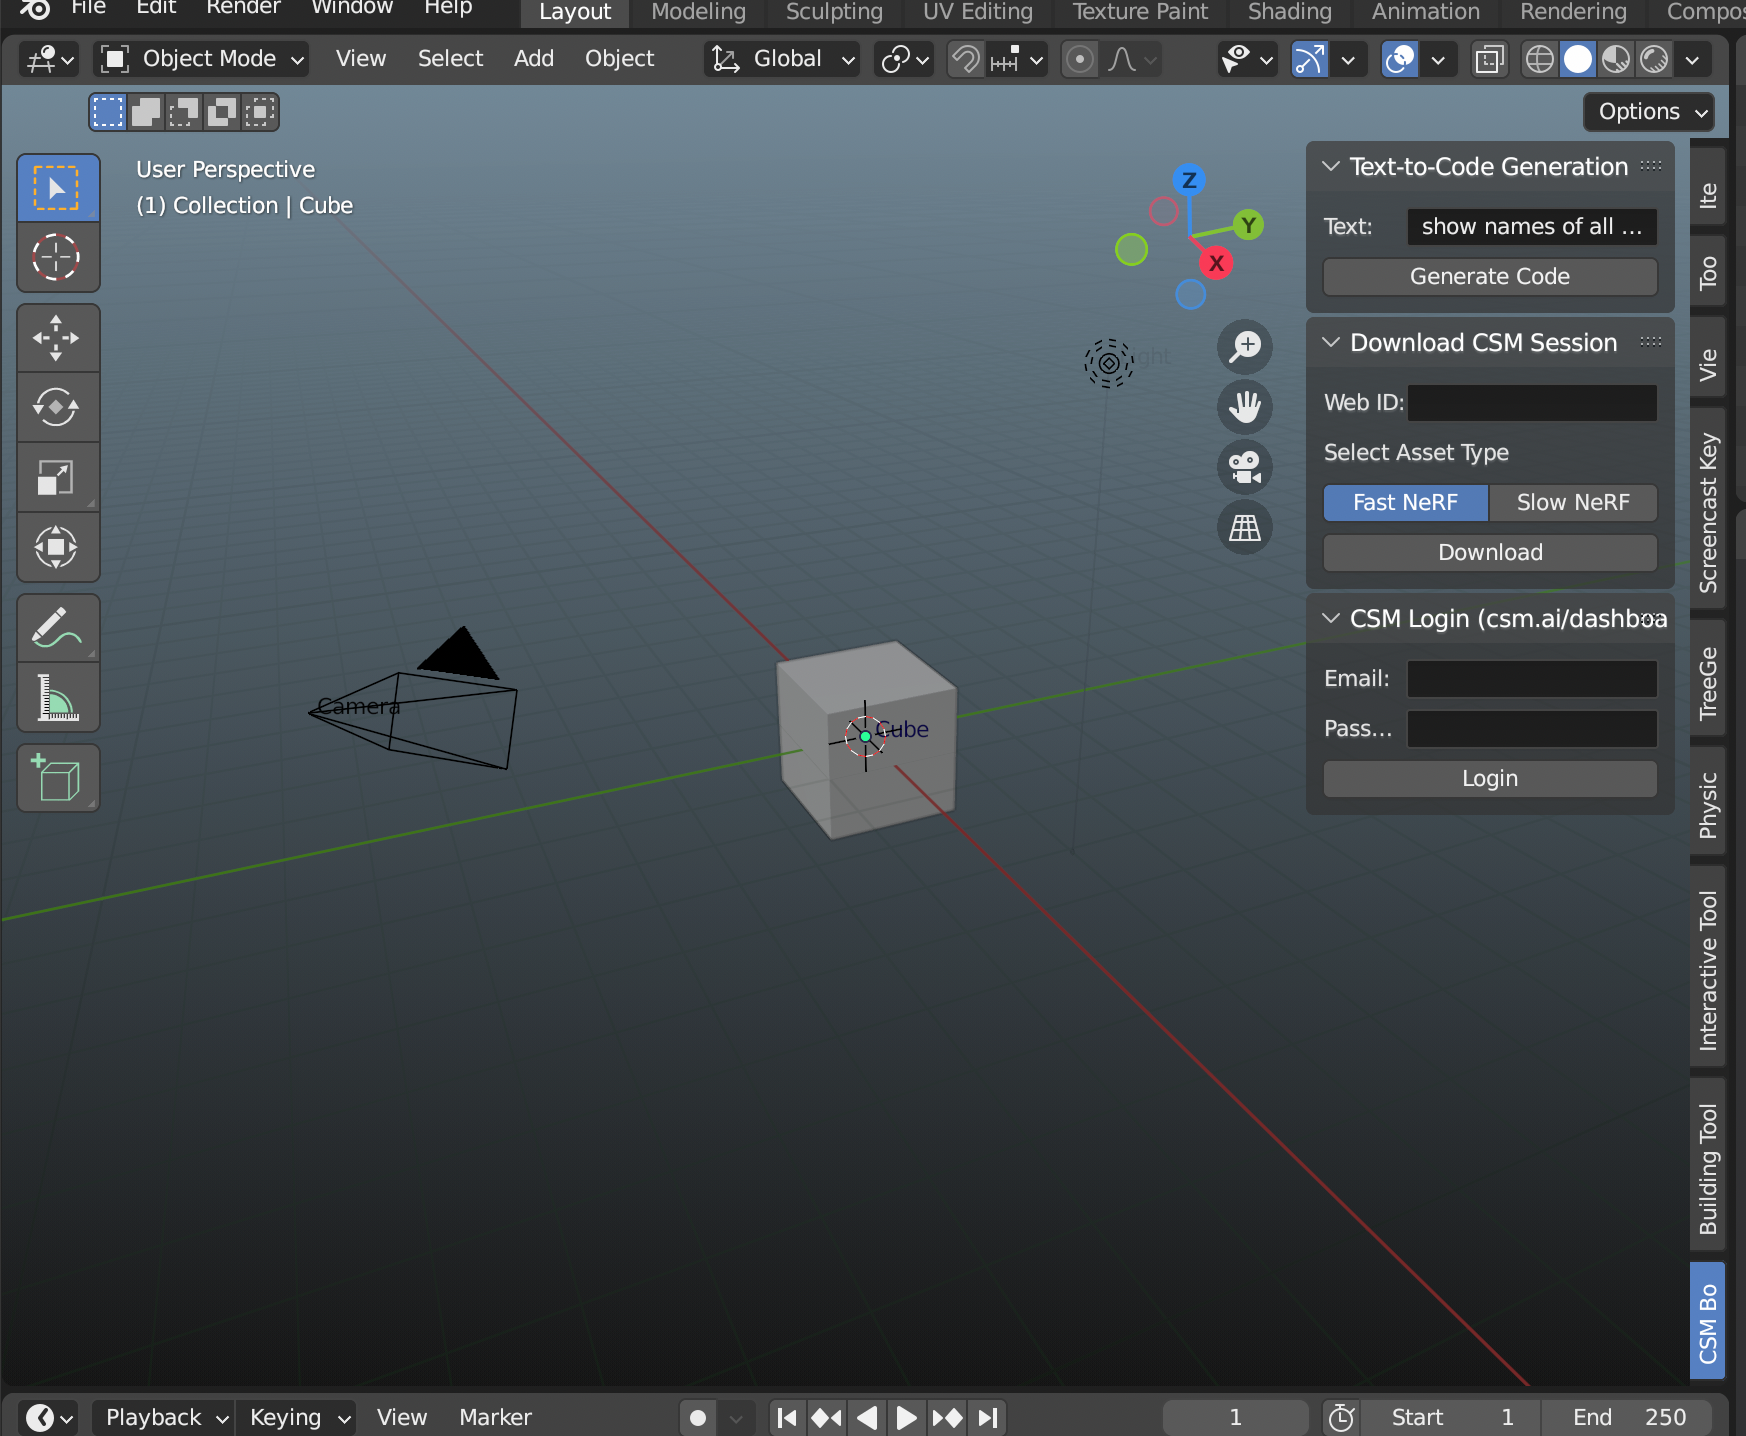 File Edit Render Window Help Layout Modeling Sculpting UV Editing Texture Paint Shading Animation Rendering Compos
Object Mode View Select Add Object Global
Options
User Perspective
(1) Collection | Cube
Z
Y
X
Camera
Cube
Text-to-Code Generation
Text: show names of all ...
Generate Code
Download CSM Session
Web ID:
Select Asset Type
Fast NeRF Slow NeRF
Download
CSM Login (csm.ai/dashboa
Email:
Pass...
Login
Ite
Too
Vie
Screencast Key
TreeGe
Physic
Interactive Tool
Building Tool
CSM Bo
Playback Keying View Marker 1 Start 1 End 250